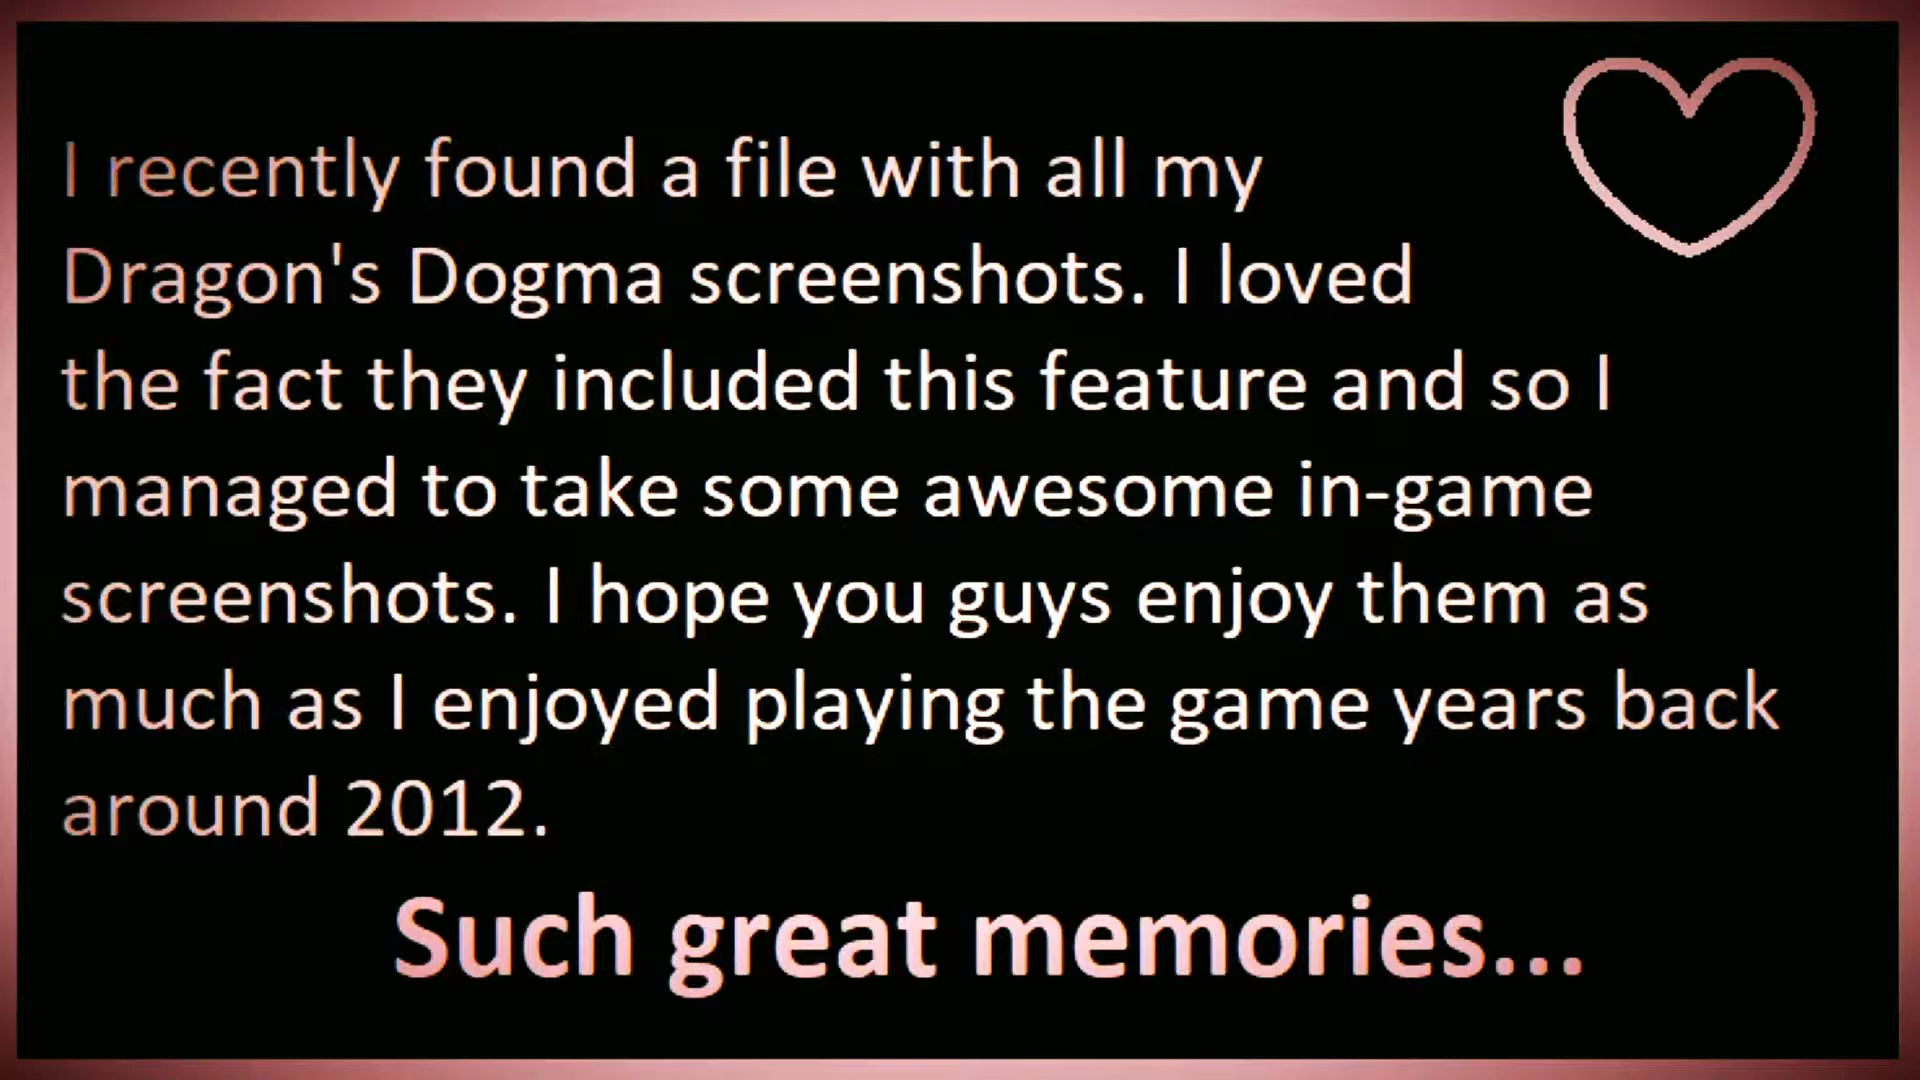 I recently found a file with all my
Dragon's Dogma screenshots. I loved
the fact they included this feature and so I
managed to take some awesome in-game
screenshots. I hope you guys enjoy them as
much as I enjoyed playing the game years back
around 2012.
Such great memories...